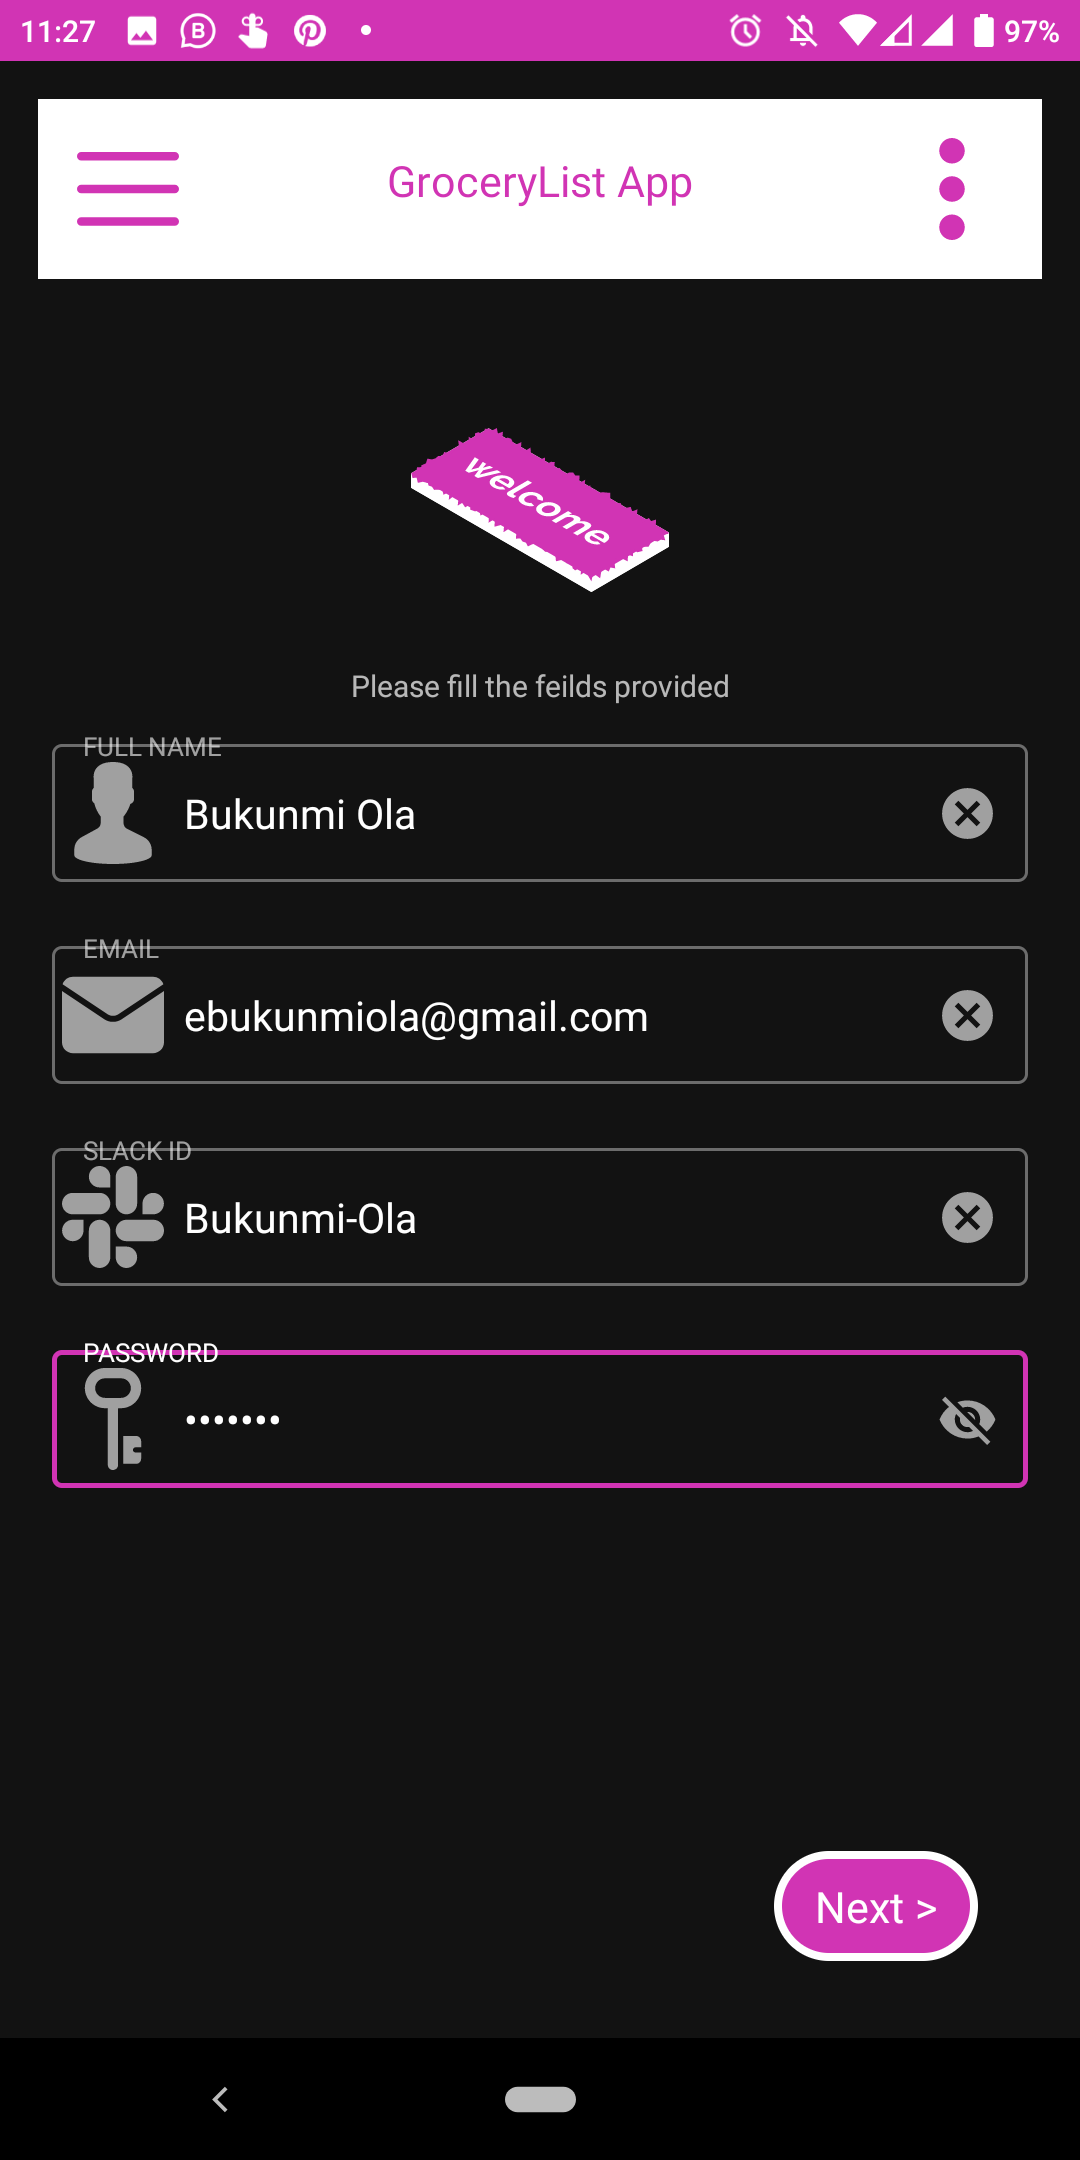 11:27
97%
GroceryList App
welcome
Please fill the feilds provided
FULL NAME
Bukunmi Ola
EMAIL
ebukunmiola@gmail.com
SLACK ID
Bukunmi-Ola
PASSWORD
•••••••
Next >